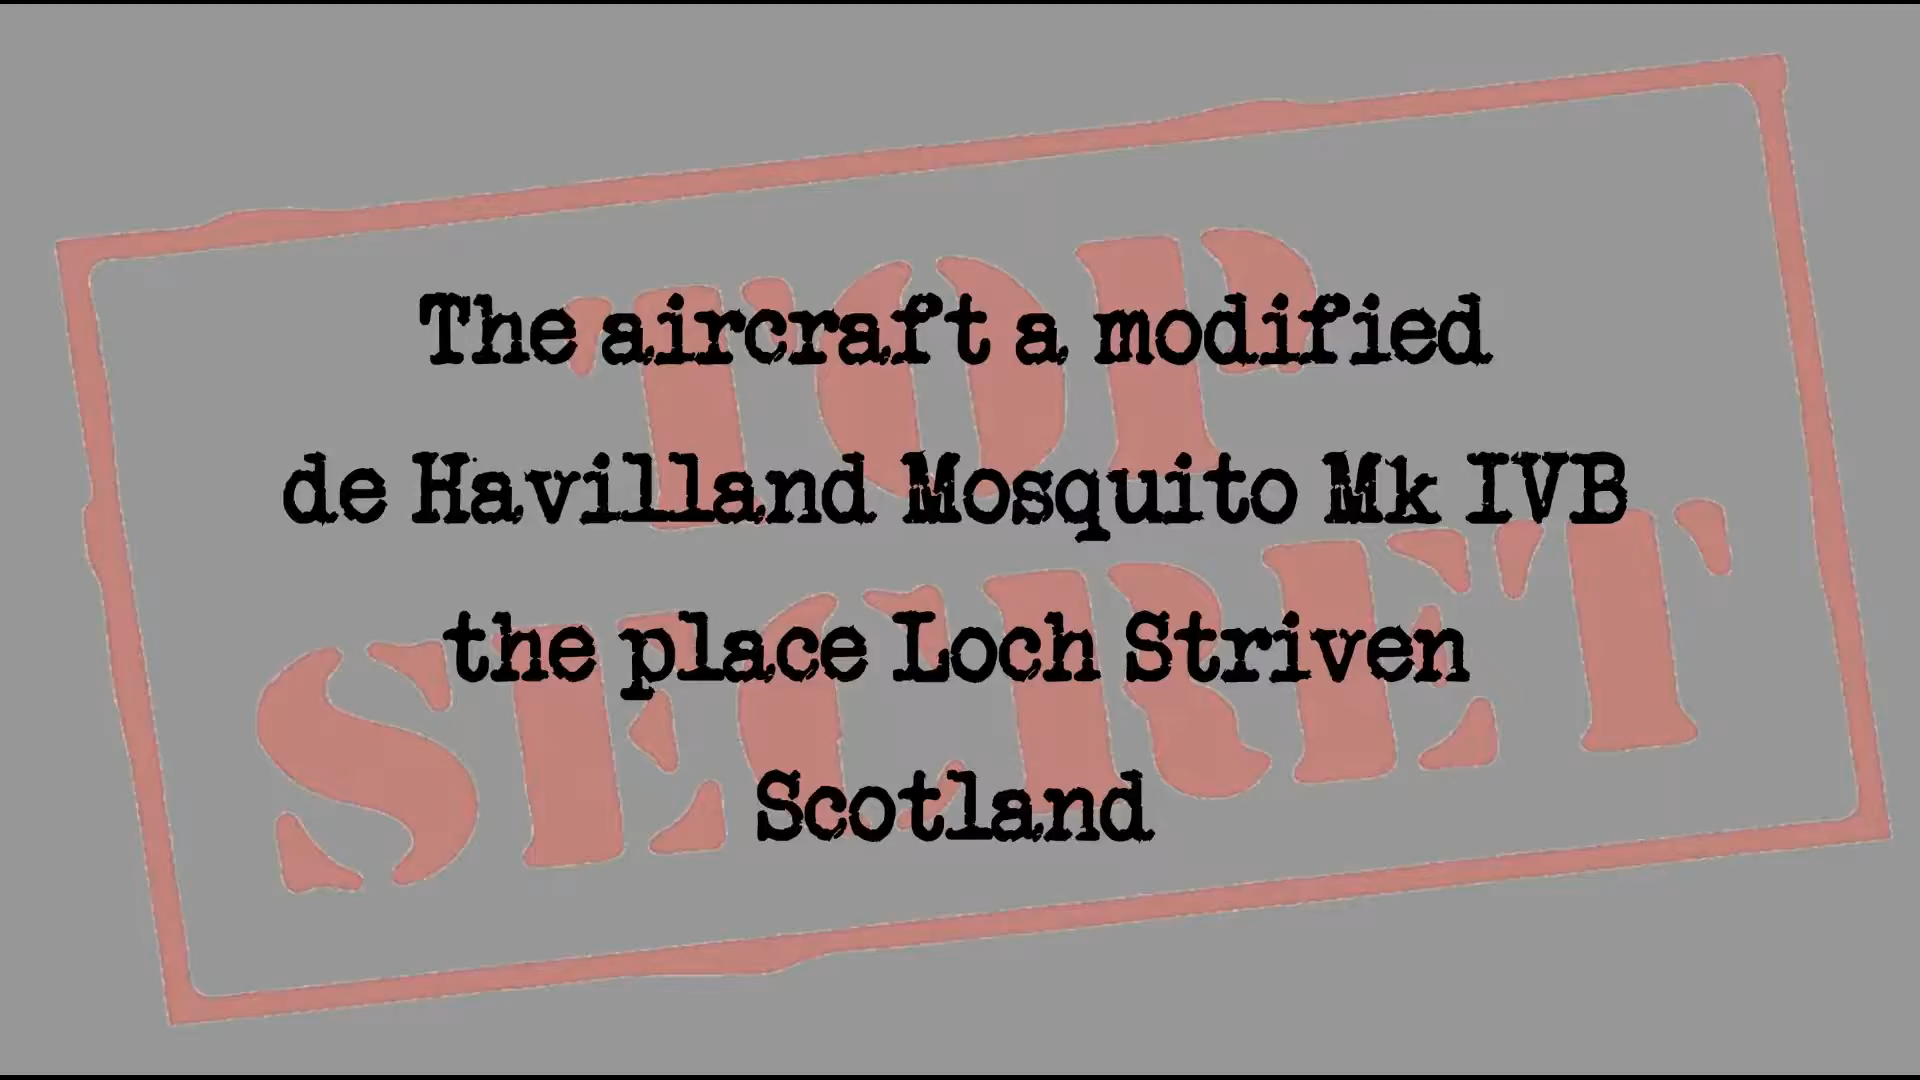 TOP
SECRET
The aircraft a modified
de Havilland Mosquito Mk IVB
the place Loch Striven
Scotland